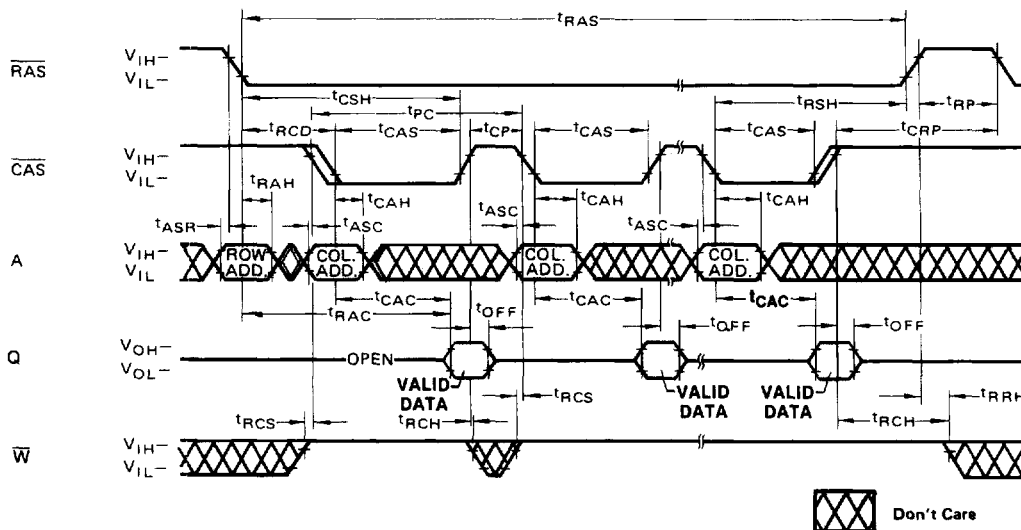 tRAS
VIH–
RAS
VIL–
tCSH
tPC
tRSH
tRP
tRCD
tCAS
tCP
tCAS
tCAS
tCRP
VIH–
CAS
VIL–
tRAH
tCAH
tCAH
tCAH
tASR
tASC
tASC
tASC
A
VIH–
VIL
ROW ADD.
COL. ADD.
COL. ADD.
COL. ADD.
tCAC
tCAC
tCAC
tRAC
tOFF
tOFF
tOFF
Q
VOH–
VOL–
OPEN
VALID DATA
VALID DATA
VALID DATA
tRCS
tRRH
tRCS
tRCH
tRCH
W
VIH–
VIL–
Don't Care